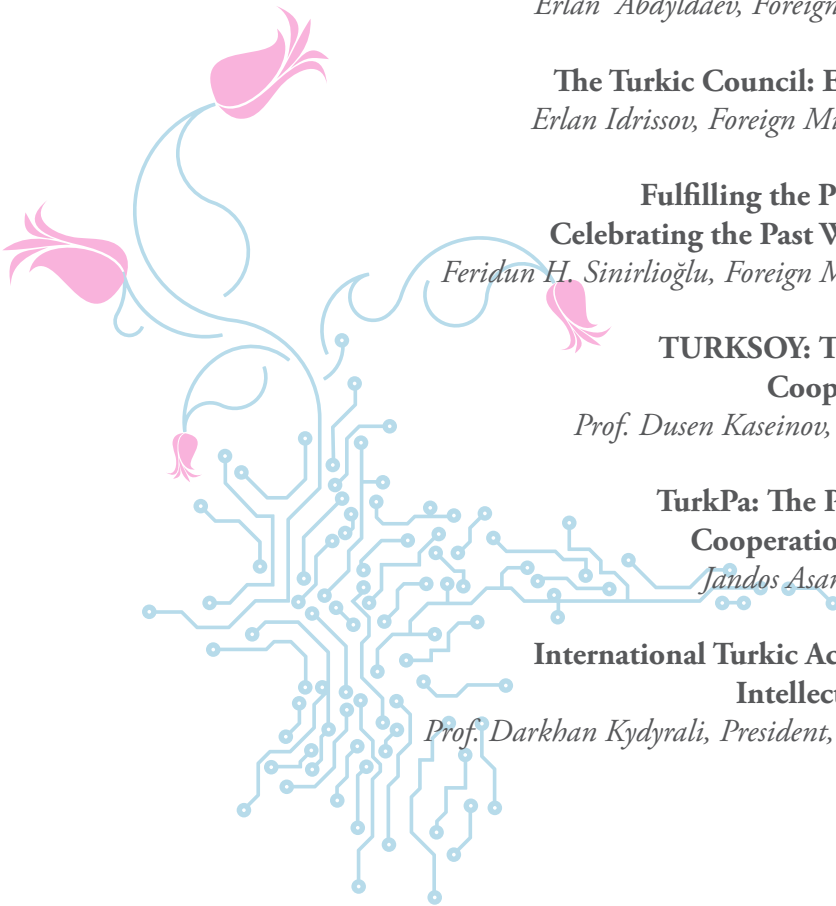 Erlan Abdyldaev, Foreign
The Turkic Council: E
Erlan Idrissov, Foreign Mi
Fulfilling the P
Celebrating the Past W
Feridun H. Sinirlioğlu, Foreign M
TURKSOY: T
Coop
Prof. Dusen Kaseinov,
TurkPa: The P
Cooperatio
Jandos Asan
International Turkic Ac
Intellect
Prof. Darkhan Kydyrali, President,